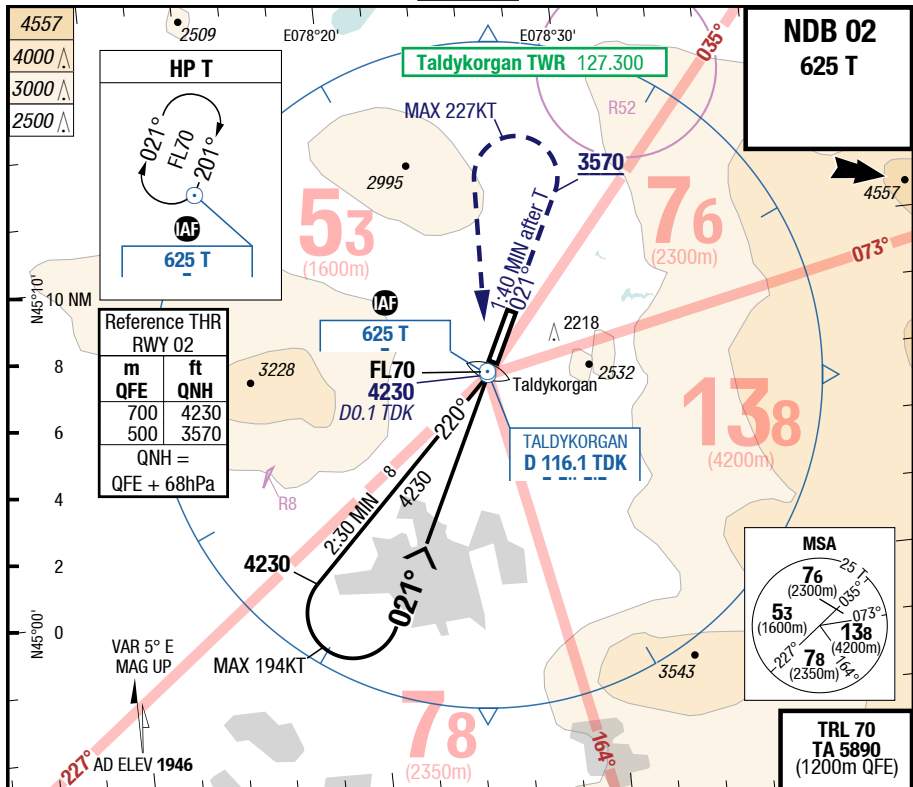 4557
4000
3000
2500
2509
E078°20'
E078°30'
NDB 02
625 T
Taldykorgan TWR 127.300
035°
R52
HP T
021°
FL70
201°
IAF
625 T
MAX 227KT
3570
2995
53
(1600m)
1:40 MIN after T
021°
76
(2300m)
4557
073°
N45°10'
10 NM
IAF
625 T
Reference THR
RWY 02
m ft
QFE QNH
700 4230
500 3570
QNH =
QFE + 68hPa
3228
8
FL70
4230
D0.1 TDK
2218
2532
Taldykorgan
138
(4200m)
6
220°
TALDYKORGAN
D 116.1 TDK
R8
8
4230
2:30 MIN
4
4230
2
021°
N45°00'
0
MAX 194KT
VAR 5° E
MAG UP
AD ELEV 1946
227°
78
(2350m)
164°
3543
MSA
25 T
76
(2300m)
035°
53
(1600m)
073°
138
(4200m)
227°
78
(2350m)
164°
TRL 70
TA 5890
(1200m QFE)